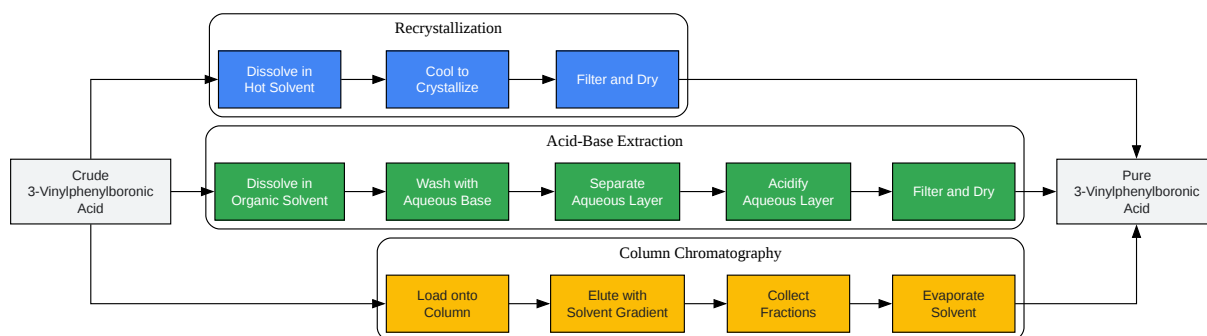 Recrystallization
Dissolve in
Hot Solvent
Cool to
Crystallize
Filter and Dry
Acid-Base Extraction
Crude
3-Vinylphenylboronic
Acid
Dissolve in
Organic Solvent
Wash with
Aqueous Base
Separate
Aqueous Layer
Acidify
Aqueous Layer
Filter and Dry
Pure
3-Vinylphenylboronic
Acid
Column Chromatography
Load onto
Column
Elute with
Solvent Gradient
Collect
Fractions
Evaporate
Solvent